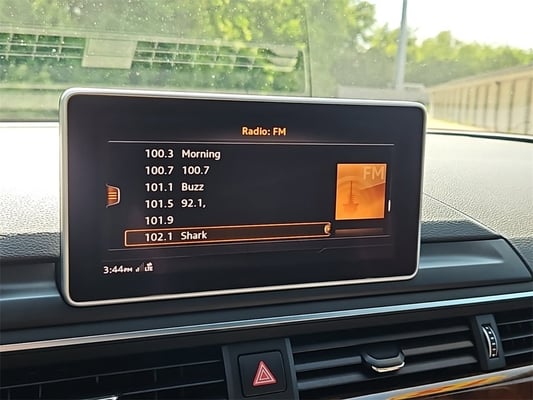 Radio: FM
100.3 Morning
100.7 100.7
101.1 Buzz
101.5 92.1,
101.9
102.1 Shark
FM
3:44PM LTE